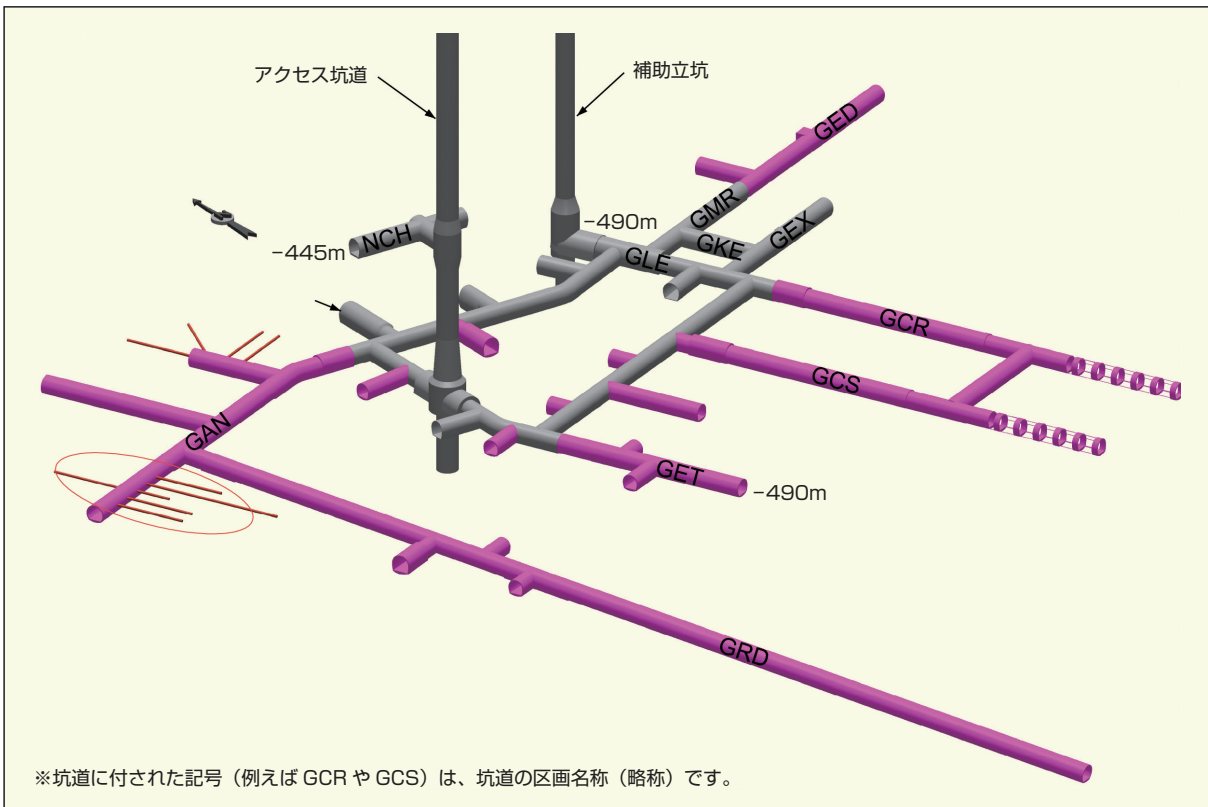 アクセス坑道
補助立坑
GED
-490m
GMR
NCH
GKE
GEX
-445m
GLE
GCR
GCS
GAN
GET
-490m
GRD
※坑道に付された記号(例えば GCR や GCS)は、坑道の区画名称(略称)です。